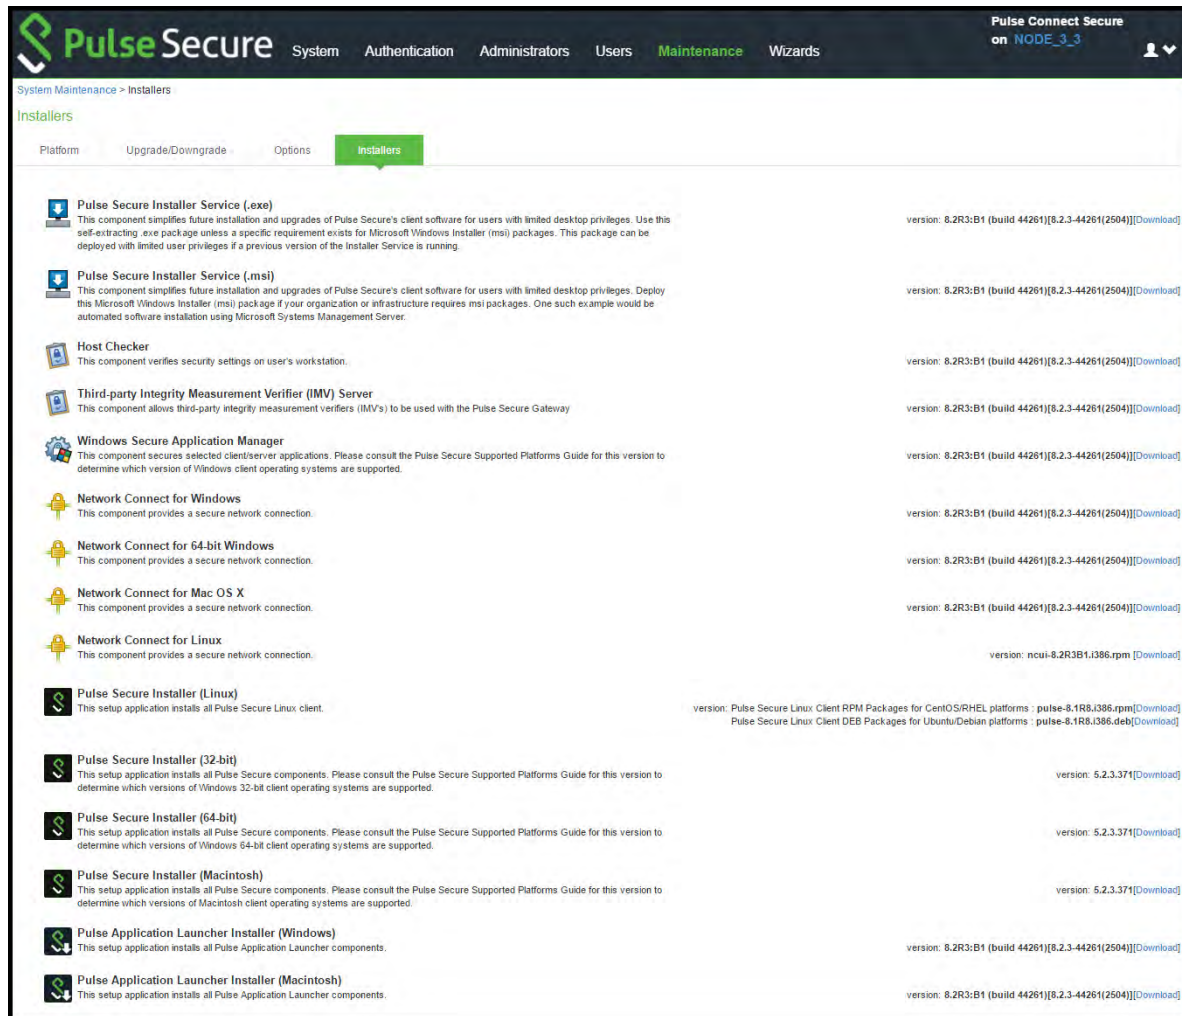 Pulse Secure
System Authentication Administrators Users Maintenance Wizards
Pulse Connect Secure
on NODE_3_3
System Maintenance > Installers
Installers
Platform Upgrade/Downgrade Options Installers
Pulse Secure Installer Service (.exe)
This component simplifies future installation and upgrades of Pulse Secure's client software for users with limited desktop privileges. Use this
self-extracting .exe package unless a specific requirement exists for Microsoft Windows Installer (msi) packages. This package can be
deployed with limited user privileges if a previous version of the Installer Service is running.
version: 8.2R3:B1 (build 44261)[8.2.3-44261(2504)][Download]
Pulse Secure Installer Service (.msi)
This component simplifies future installation and upgrades of Pulse Secure's client software for users with limited desktop privileges. Deploy
this Microsoft Windows Installer (msi) package if your organization or infrastructure requires msi packages. One such example would be
automated software installation using Microsoft Systems Management Server.
version: 8.2R3:B1 (build 44261)[8.2.3-44261(2504)][Download]
Host Checker
This component verifies security settings on user's workstation.
version: 8.2R3:B1 (build 44261)[8.2.3-44261(2504)][Download]
Third-party Integrity Measurement Verifier (IMV) Server
This component allows third-party integrity measurement verifiers (IMV's) to be used with the Pulse Secure Gateway
version: 8.2R3:B1 (build 44261)[8.2.3-44261(2504)][Download]
Windows Secure Application Manager
This component secures selected client/server applications. Please consult the Pulse Secure Supported Platforms Guide for this version to
determine which version of Windows client operating systems are supported.
version: 8.2R3:B1 (build 44261)[8.2.3-44261(2504)][Download]
Network Connect for Windows
This component provides a secure network connection.
version: 8.2R3:B1 (build 44261)[8.2.3-44261(2504)][Download]
Network Connect for 64-bit Windows
This component provides a secure network connection.
version: 8.2R3:B1 (build 44261)[8.2.3-44261(2504)][Download]
Network Connect for Mac OS X
This component provides a secure network connection.
version: 8.2R3:B1 (build 44261)[8.2.3-44261(2504)][Download]
Network Connect for Linux
This component provides a secure network connection.
version: ncui-8.2R3B1.i386.rpm [Download]
Pulse Secure Installer (Linux)
This setup application installs all Pulse Secure Linux client.
version: Pulse Secure Linux Client RPM Packages for CentOS/RHEL platforms : pulse-8.1R8.i386.rpm[Download]
Pulse Secure Linux Client DEB Packages for Ubuntu/Debian platforms : pulse-8.1R8.i386.deb[Download]
Pulse Secure Installer (32-bit)
This setup application installs all Pulse Secure components. Please consult the Pulse Secure Supported Platforms Guide for this version to
determine which versions of Windows 32-bit client operating systems are supported.
version: 5.2.3.371[Download]
Pulse Secure Installer (64-bit)
This setup application installs all Pulse Secure components. Please consult the Pulse Secure Supported Platforms Guide for this version to
determine which versions of Windows 64-bit client operating systems are supported.
version: 5.2.3.371[Download]
Pulse Secure Installer (Macintosh)
This setup application installs all Pulse Secure components. Please consult the Pulse Secure Supported Platforms Guide for this version to
determine which versions of Macintosh client operating systems are supported.
version: 5.2.3.371[Download]
Pulse Application Launcher Installer (Windows)
This setup application installs all Pulse Application Launcher components.
version: 8.2R3:B1 (build 44261)[8.2.3-44261(2504)][Download]
Pulse Application Launcher Installer (Macintosh)
This setup application installs all Pulse Application Launcher components.
version: 8.2R3:B1 (build 44261)[8.2.3-44261(2504)][Download]